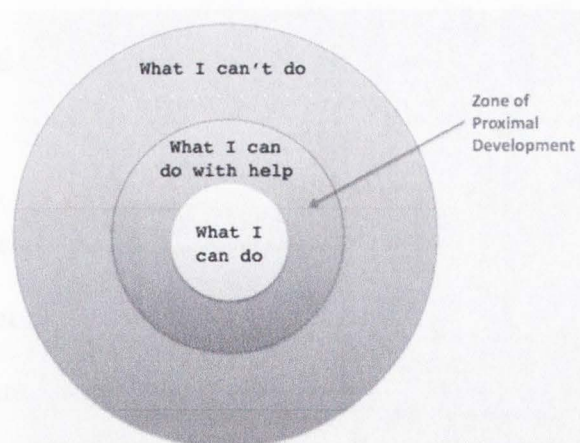 What I can't do
What I can
do with help
What I
can do
Zone of
Proximal
Development